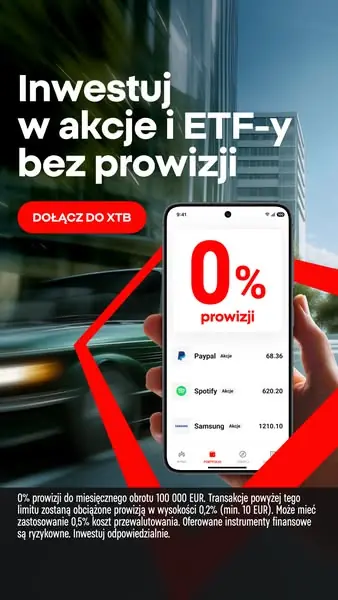 Inwestuj
w akcje i ETF-y
bez prowizji
DOŁĄCZ DO XTB
9:41
0%
prowizji
Paypal Akcje 68.36
Spotify Akcje 620.20
SAMSUNG Samsung Akcje 1210.10
0% prowizji do miesięcznego obrotu 100 000 EUR. Transakcje powyżej tego
limitu zostaną obciążone prowizją w wysokości 0,2% (min. 10 EUR). Może mieć
zastosowanie 0,5% koszt przewalutowania. Oferowane instrumenty finansowe
są ryzykowne. Inwestuj odpowiedzialnie.